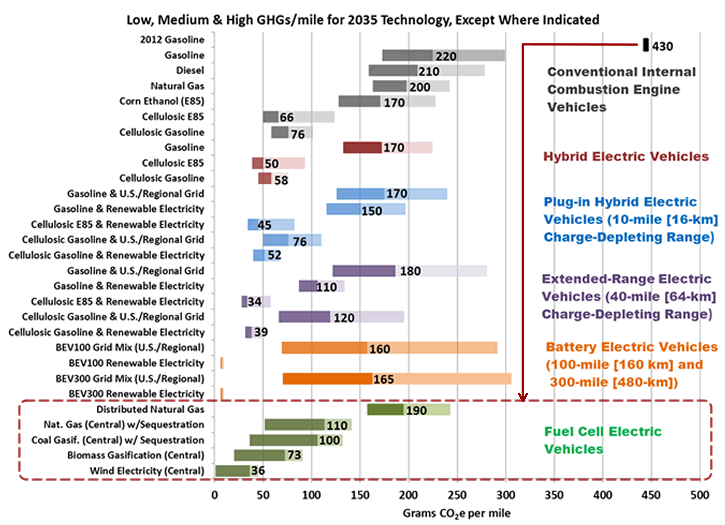 Low, Medium & High GHGs/mile for 2035 Technology, Except Where Indicated
2012 Gasoline 430
Gasoline 220
Diesel 210
Natural Gas 200
Corn Ethanol (E85) 170
Cellulosic E85 66
Cellulosic Gasoline 76
Conventional Internal
Combustion Engine
Vehicles
Gasoline 170
Cellulosic E85 50
Cellulosic Gasoline 58
Hybrid Electric Vehicles
Gasoline & U.S./Regional Grid 170
Gasoline & Renewable Electricity 150
Cellulosic E85 & Renewable Electricity 45
Cellulosic Gasoline & U.S./Regional Grid 76
Cellulosic Gasoline & Renewable Electricity 52
Plug-in Hybrid Electric
Vehicles (10-mile [16-km]
Charge-Depleting Range)
Gasoline & U.S./Regional Grid 180
Gasoline & Renewable Electricity 110
Cellulosic E85 & Renewable Electricity 34
Cellulosic Gasoline & U.S./Regional Grid 120
Cellulosic Gasoline & Renewable Electricity 39
Extended-Range Electric
Vehicles (40-mile [64-km]
Charge-Depleting Range)
BEV100 Grid Mix (U.S./Regional) 160
BEV100 Renewable Electricity
BEV300 Grid Mix (U.S./Regional) 165
BEV300 Renewable Electricity
Battery Electric Vehicles
(100-mile [160 km] and
300-mile [480-km])
Distributed Natural Gas 190
Nat. Gas (Central) w/Sequestration 110
Coal Gasif. (Central) w/ Sequestration 100
Biomass Gasification (Central) 73
Wind Electricity (Central) 36
Fuel Cell Electric
Vehicles
0 50 100 150 200 250 300 350 400 450 500
Grams CO2e per mile